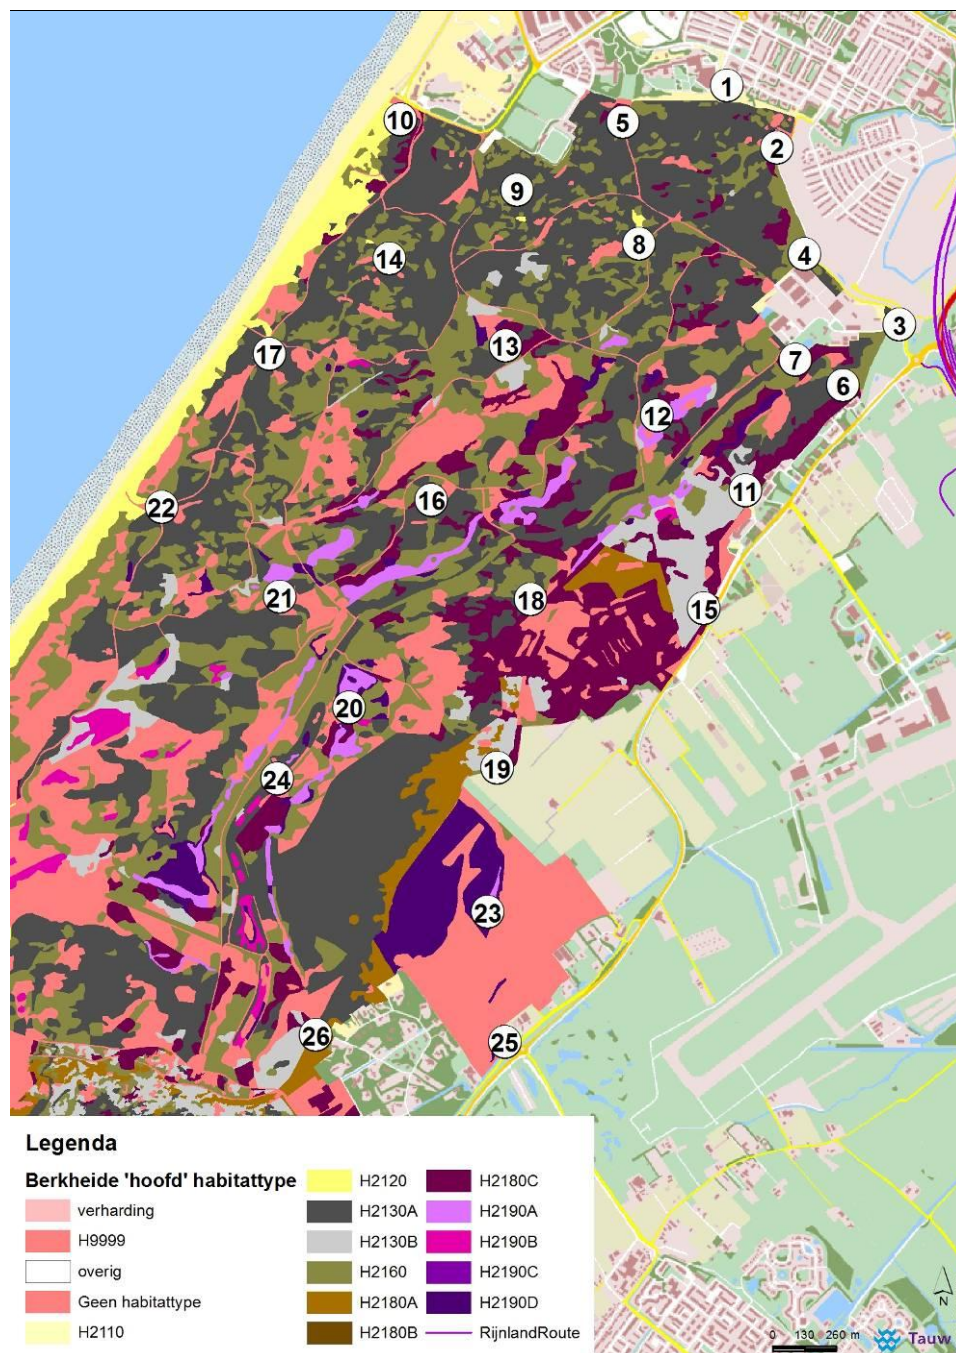 1
5
10
2
9
8
4
14
3
13
17
7
6
12
11
16
22
21
18
15
20
19
24
23
26
25
Legenda
Berkheide 'hoofd' habitattype
verharding
H9999
overig
Geen habitattype
H2110
H2120
H2130A
H2130B
H2160
H2180A
H2180B
H2180C
H2190A
H2190B
H2190C
H2190D
RijnlandRoute
N
0 130 260 m
Tauw